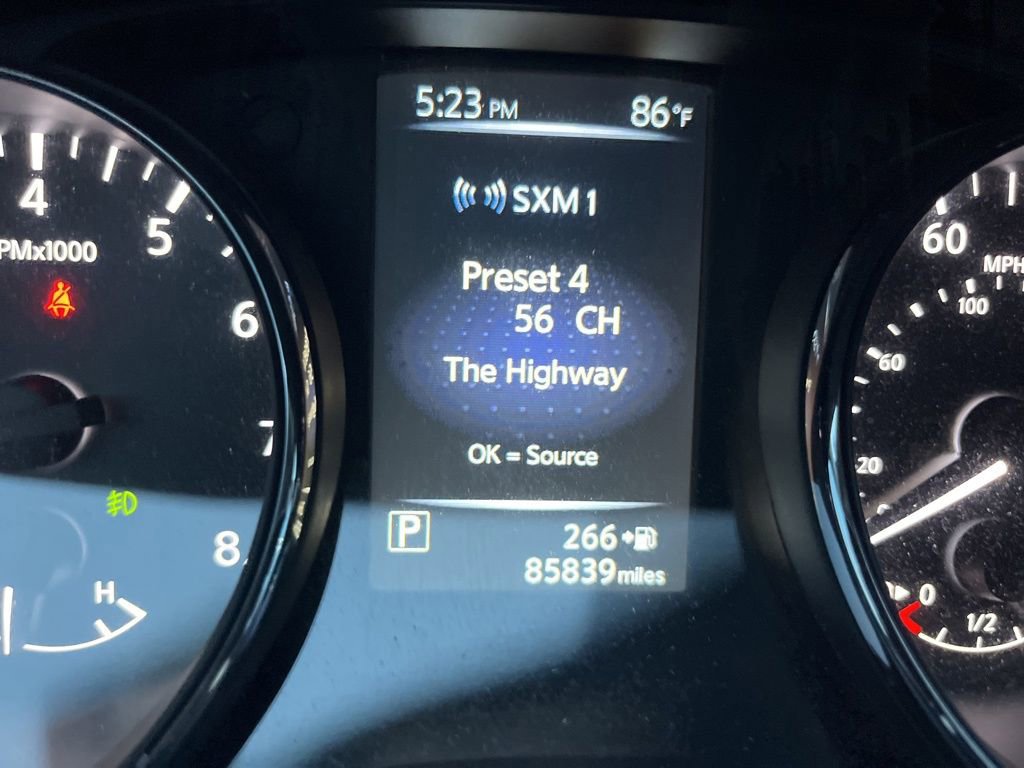 5:23 PM 86°F
SXM 1
Preset 4
56 CH
The Highway
OK = Source
P 266
85839 miles
4
5
PMx1000
6
7
8
H
60
MPH
100
60
20
0
1/2